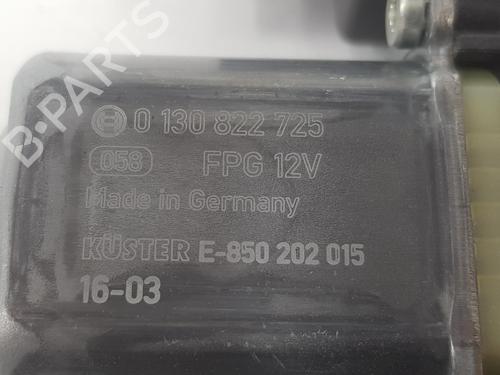 0 130 822 725
058 FPG 12V
Made in Germany
KÜSTER E-850 202 015
16-03
B-PARTS